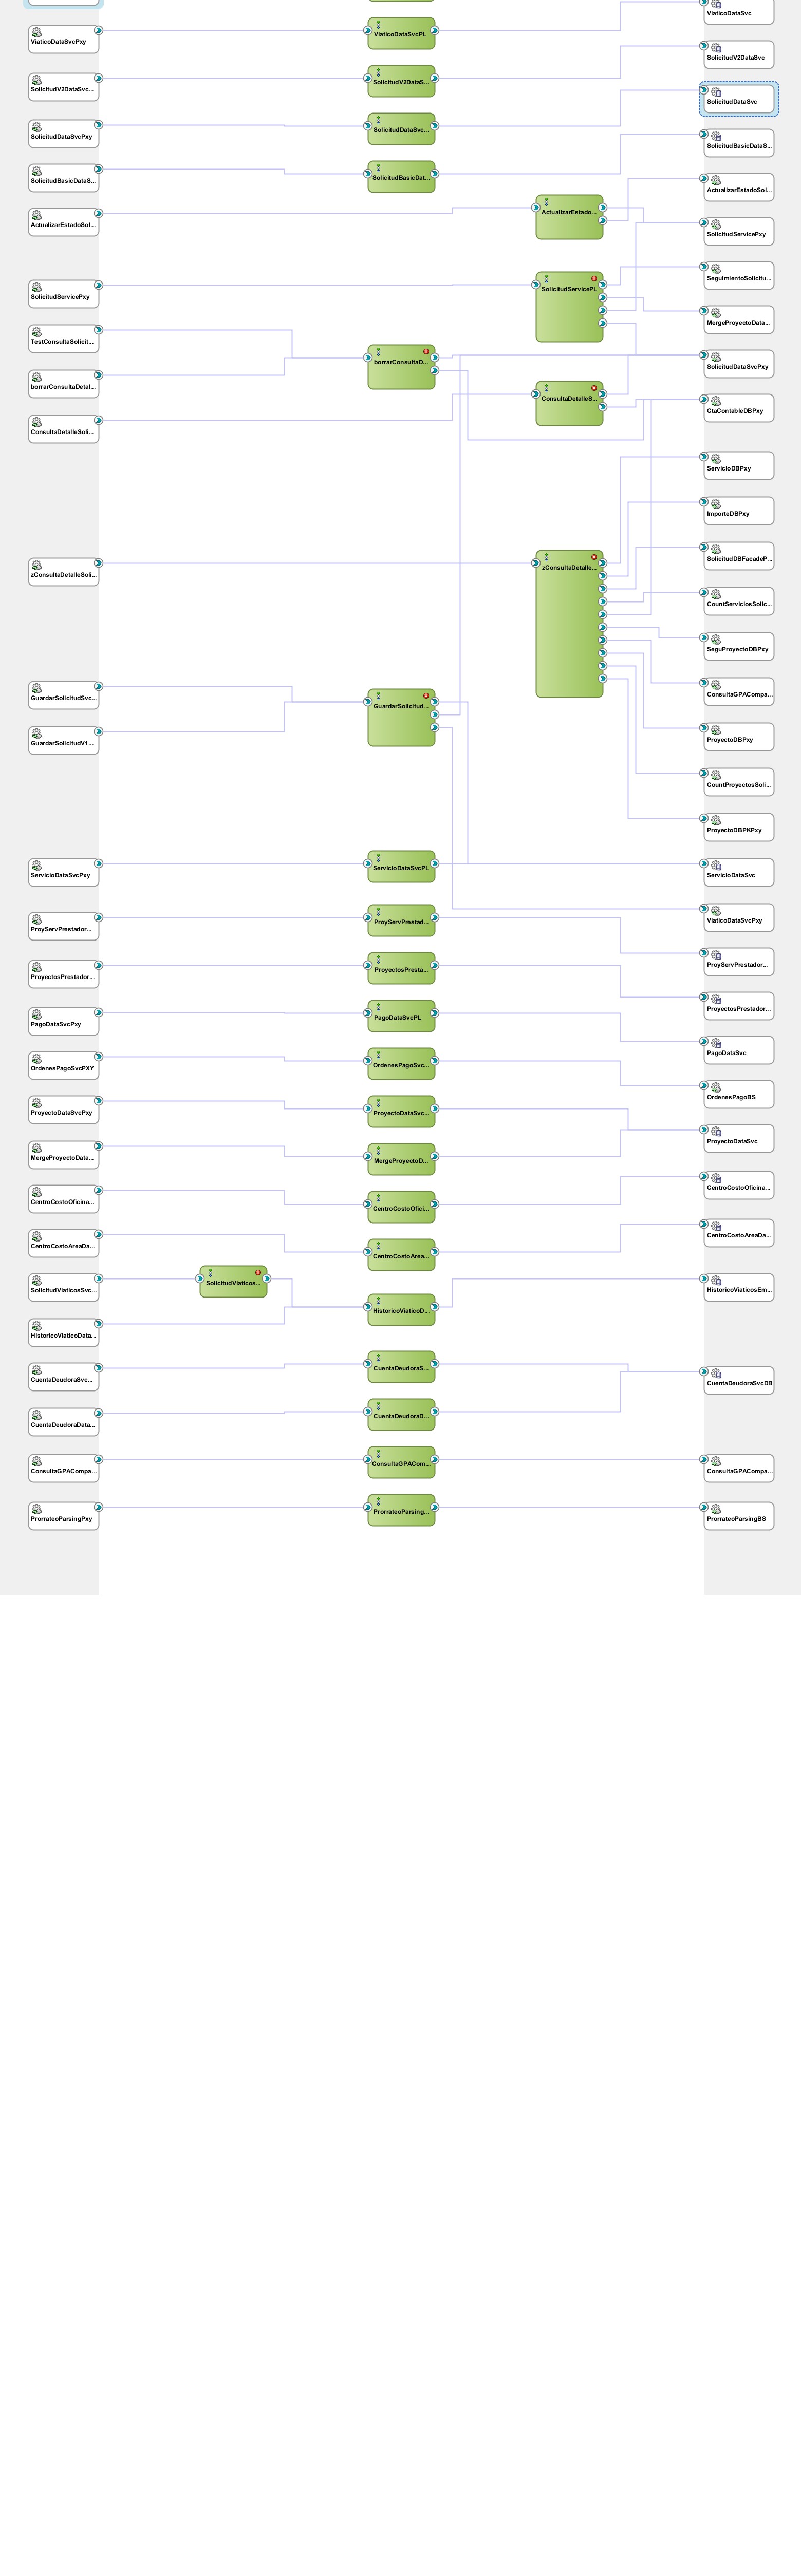 ViaticoDataSvcPxy
ViaticoDataSvcPL
ViaticoDataSvc
SolicitudV2DataSvc...
SolicitudV2DataS...
SolicitudV2DataSvc
SolicitudDataSvcPxy
SolicitudDataSvc...
SolicitudDataSvc
SolicitudBasicDataS...
SolicitudBasicDat...
SolicitudBasicDataS...
ActualizarEstadoSol...
ActualizarEstado...
ActualizarEstadoSol...
SolicitudServicePxy
SolicitudServicePxy
SolicitudServicePL
SeguimientoSolicitu...
MergeProyectoData...
TestConsultaSolicit...
borrarConsultaDetal...
borrarConsultaD...
SolicitudDataSvcPxy
ConsultaDetalleSoli...
ConsultaDetalleS...
CtaContableDBPxy
ServicioDBPxy
ImporteDBPxy
zConsultaDetalleSoli...
zConsultaDetalle...
SolicitudDBFacadeP...
CountServiciosSolic...
SeguProyectoDBPxy
ConsultaGPACompa...
ProyectoDBPxy
CountProyectosSoli...
ProyectoDBPKPxy
GuardarSolicitudSvc...
GuardarSolicitudV1...
GuardarSolicitud...
ServicioDataSvcPxy
ServicioDataSvcPL
ServicioDataSvc
ViaticoDataSvcPxy
ProyServPrestador...
ProyServPrestad...
ProyServPrestador...
ProyectosPrestador...
ProyectosPresta...
ProyectosPrestador...
PagoDataSvcPxy
PagoDataSvcPL
PagoDataSvc
OrdenesPagoSvcPXY
OrdenesPagoSvc...
OrdenesPagoBS
ProyectoDataSvcPxy
ProyectoDataSvc...
ProyectoDataSvc
MergeProyectoData...
MergeProyectoD...
CentroCostoOficina...
CentroCostoOfici...
CentroCostoOficina...
CentroCostoAreaDa...
CentroCostoArea...
CentroCostoAreaDa...
SolicitudViaticosSvc...
SolicitudViaticos...
HistoricoViaticosEm...
HistoricoViaticoData...
HistoricoViaticoD...
CuentaDeudoraSvc...
CuentaDeudoraS...
CuentaDeudoraSvcDB
CuentaDeudoraData...
CuentaDeudoraD...
ConsultaGPACompa...
ConsultaGPACom...
ConsultaGPACompa...
ProrrateoParsingPxy
ProrrateoParsing...
ProrrateoParsingBS